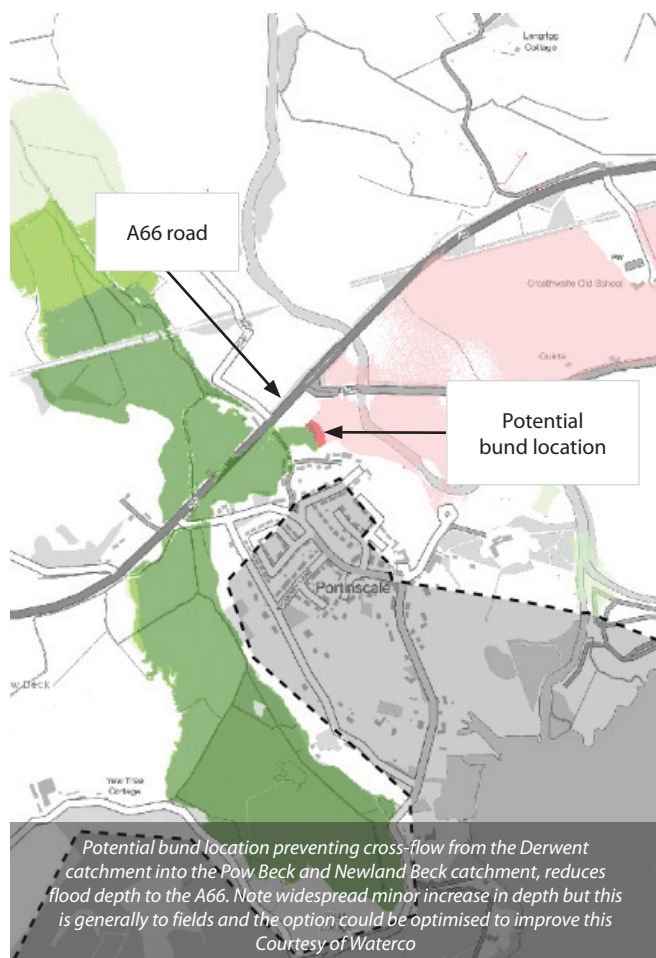 Langrigg
Cottage
A66 road
PW
Crosthwaite Old School
Potential
bund location
Portinscale
Yew Tree
Cottage
Potential bund location preventing cross-flow from the Derwent
catchment into the Pow Beck and Newland Beck catchment, reduces
flood depth to the A66. Note widespread minor increase in depth but this
is generally to fields and the option could be optimised to improve this
Courtesy of Waterco